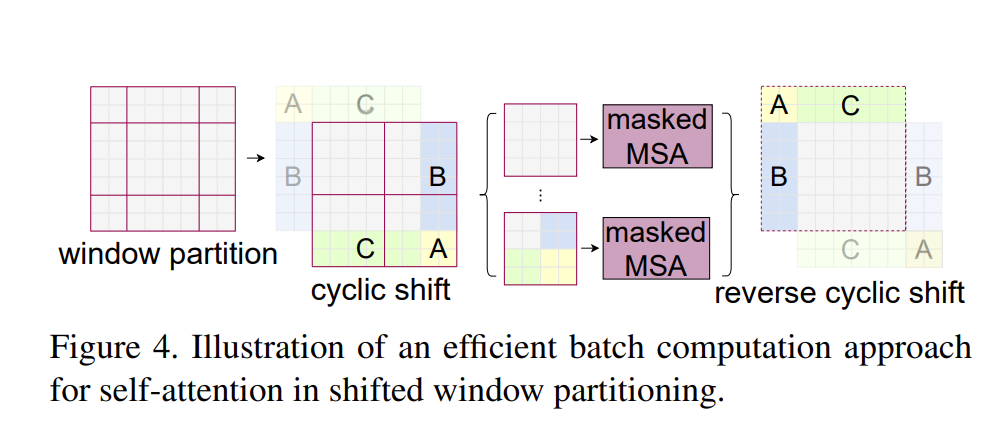 A C
B
B
C A
window partition
cyclic shift
masked
MSA
...
masked
MSA
A C
B B
C A
reverse cyclic shift
Figure 4. Illustration of an efficient batch computation approach
for self-attention in shifted window partitioning.